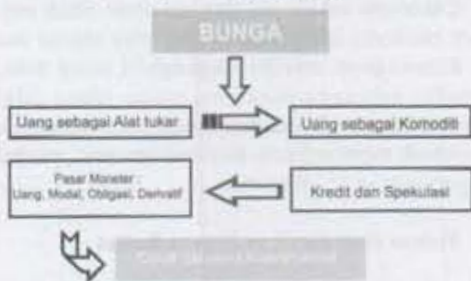 BUNGA
Uang sebagai Alat tukar
Uang sebagai Komoditi
Pasar Moneter :
Uang, Modal, Obligasi, Derivatif
Kredit dan Spekulasi